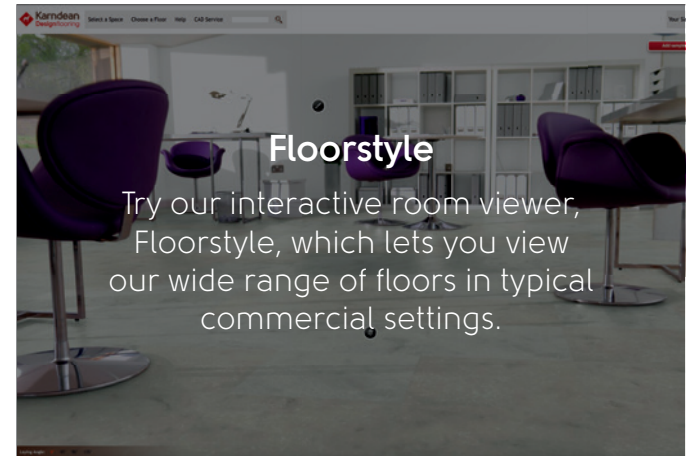 Karndean
Designflooring
Select a Space Choose a Floor Help CAD Service
Floorstyle
Try our interactive room viewer,
Floorstyle, which lets you view
our wide range of floors in typical
commercial settings.